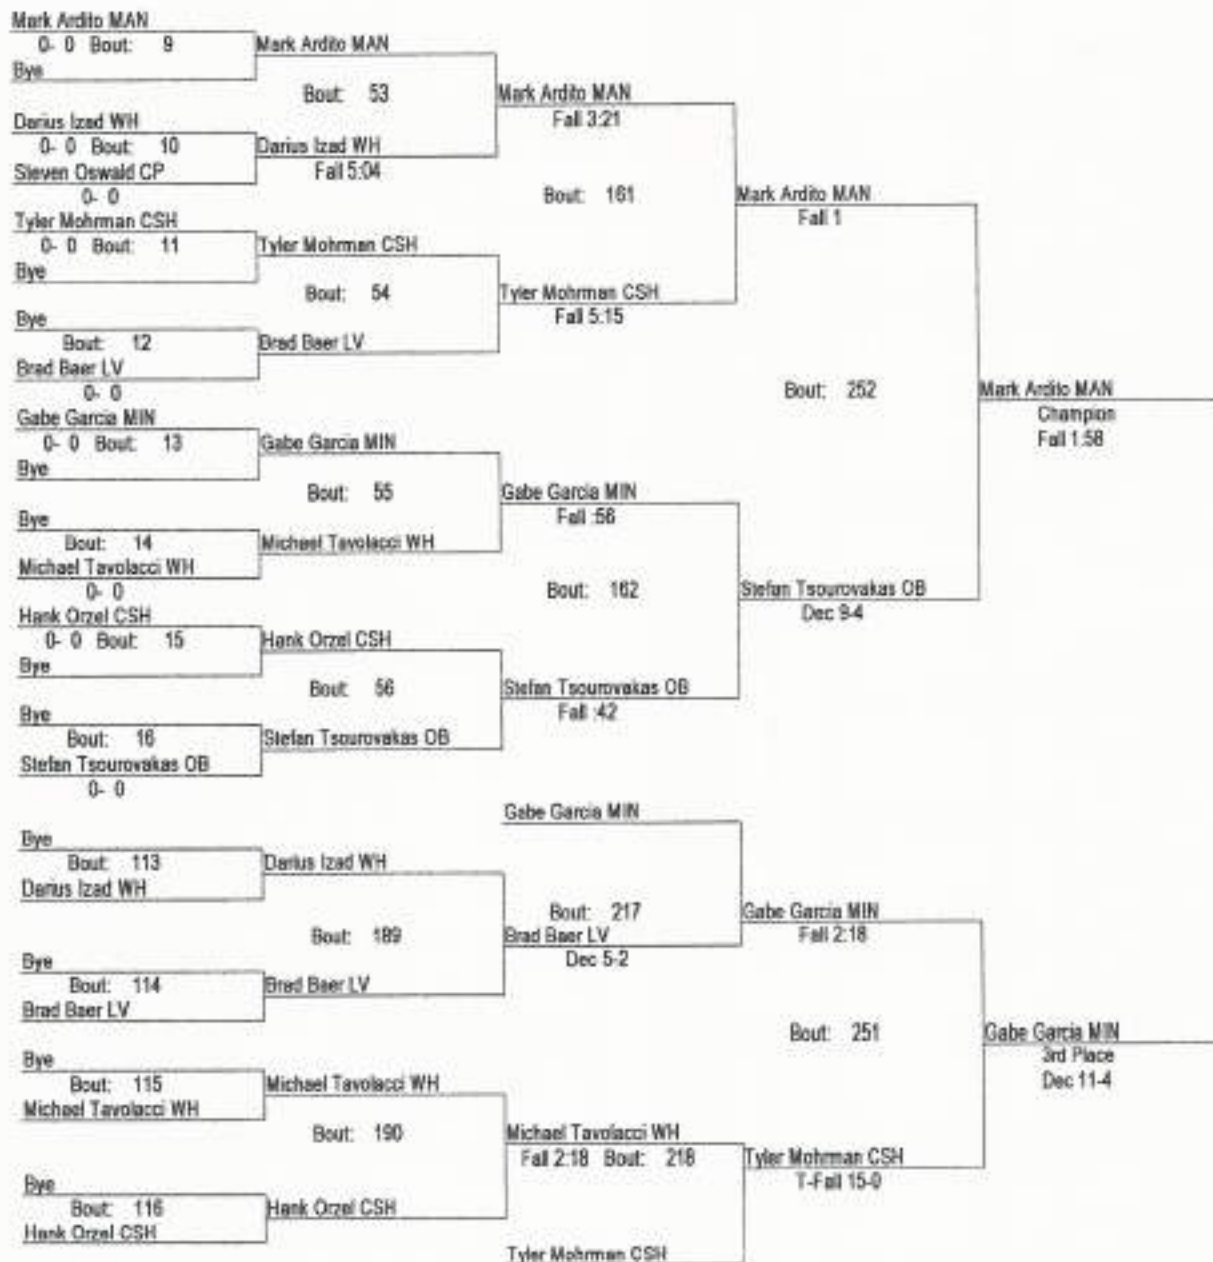 Mark Ardito MAN
0- 0 Bout: 9
Bye
Mark Ardito MAN
Bout: 53
Darius Izad WH
0- 0 Bout: 10
Steven Oswald CP
0- 0
Darius Izad WH
Fall 5:04
Mark Ardito MAN
Fall 3:21
Bout: 161
Tyler Mohrman CSH
0- 0 Bout: 11
Bye
Tyler Mohrman CSH
Bout: 54
Bye
Bout: 12
Brad Baer LV
0- 0
Brad Baer LV
Tyler Mohrman CSH
Fall 5:15
Mark Ardito MAN
Fall 1
Bout: 252
Mark Ardito MAN
Champion
Fall 1:58
Gabe Garcia MIN
0- 0 Bout: 13
Bye
Gabe Garcia MIN
Bout: 55
Bye
Bout: 14
Michael Tavolacci WH
0- 0
Michael Tavolacci WH
Gabe Garcia MIN
Fall :56
Bout: 162
Stefan Tsourovakas OB
Dec 9-4
Hank Orzel CSH
0- 0 Bout: 15
Bye
Hank Orzel CSH
Bout: 56
Bye
Bout: 16
Stefan Tsourovakas OB
0- 0
Stefan Tsourovakas OB
Stefan Tsourovakas OB
Fall :42
Gabe Garcia MIN
Bye
Bout: 113
Darius Izad WH
Darius Izad WH
Bout: 189
Bye
Bout: 114
Brad Baer LV
Brad Baer LV
Bout: 217
Brad Baer LV
Dec 5-2
Gabe Garcia MIN
Fall 2:18
Bout: 251
Gabe Garcia MIN
3rd Place
Dec 11-4
Bye
Bout: 115
Michael Tavolacci WH
Michael Tavolacci WH
Bout: 190
Bye
Bout: 116
Hank Orzel CSH
Hank Orzel CSH
Michael Tavolacci WH
Fall 2:18 Bout: 218
Tyler Mohrman CSH
T-Fall 15-0
Tyler Mohrman CSH